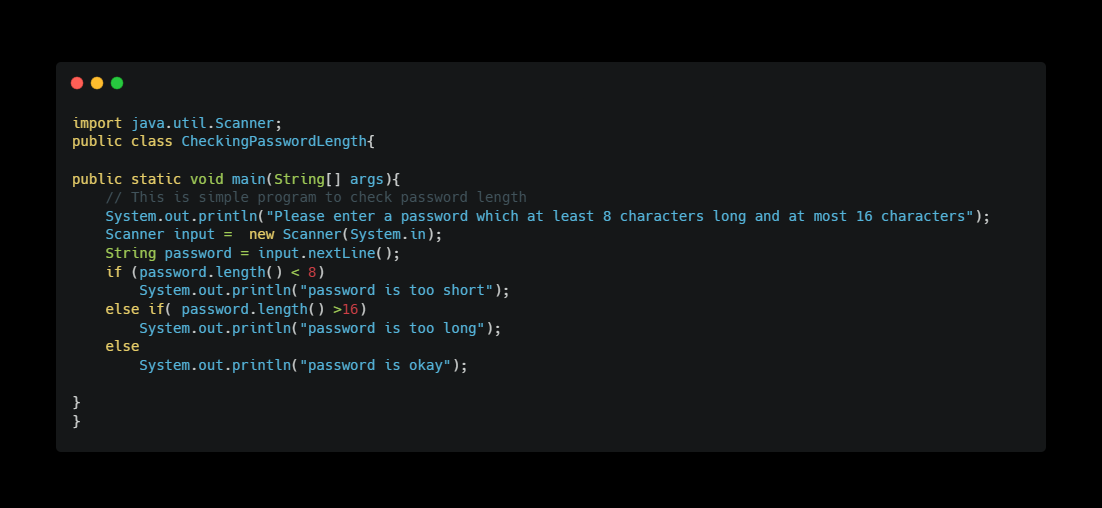 import java.util.Scanner;
public class CheckingPasswordLength{

public static void main(String[] args){
    // This is simple program to check password length
    System.out.println("Please enter a password which at least 8 characters long and at most 16 characters");
    Scanner input =  new Scanner(System.in);
    String password = input.nextLine();
    if (password.length() < 8)
        System.out.println("password is too short");
    else if( password.length() >16)
        System.out.println("password is too long");
    else
        System.out.println("password is okay");

}
}